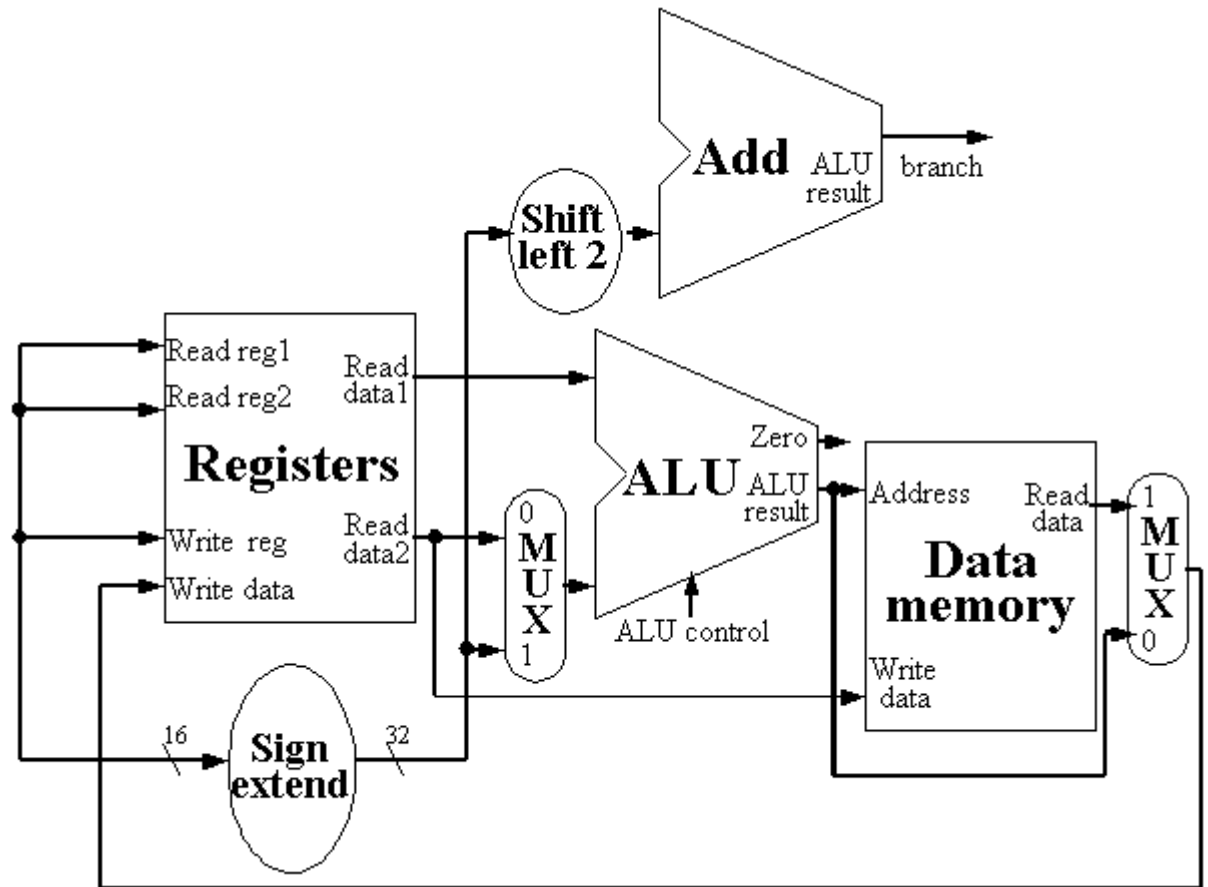 Add
ALU
result
branch
Shift
left 2
Read reg1
Read
data1
Read reg2
Registers
Write reg
Read
data2
Write data
0
M
U
X
1
Zero
ALU
ALU
result
ALU control
Address
Read
data
Data
memory
Write
data
1
M
U
X
0
16
Sign
extend
32